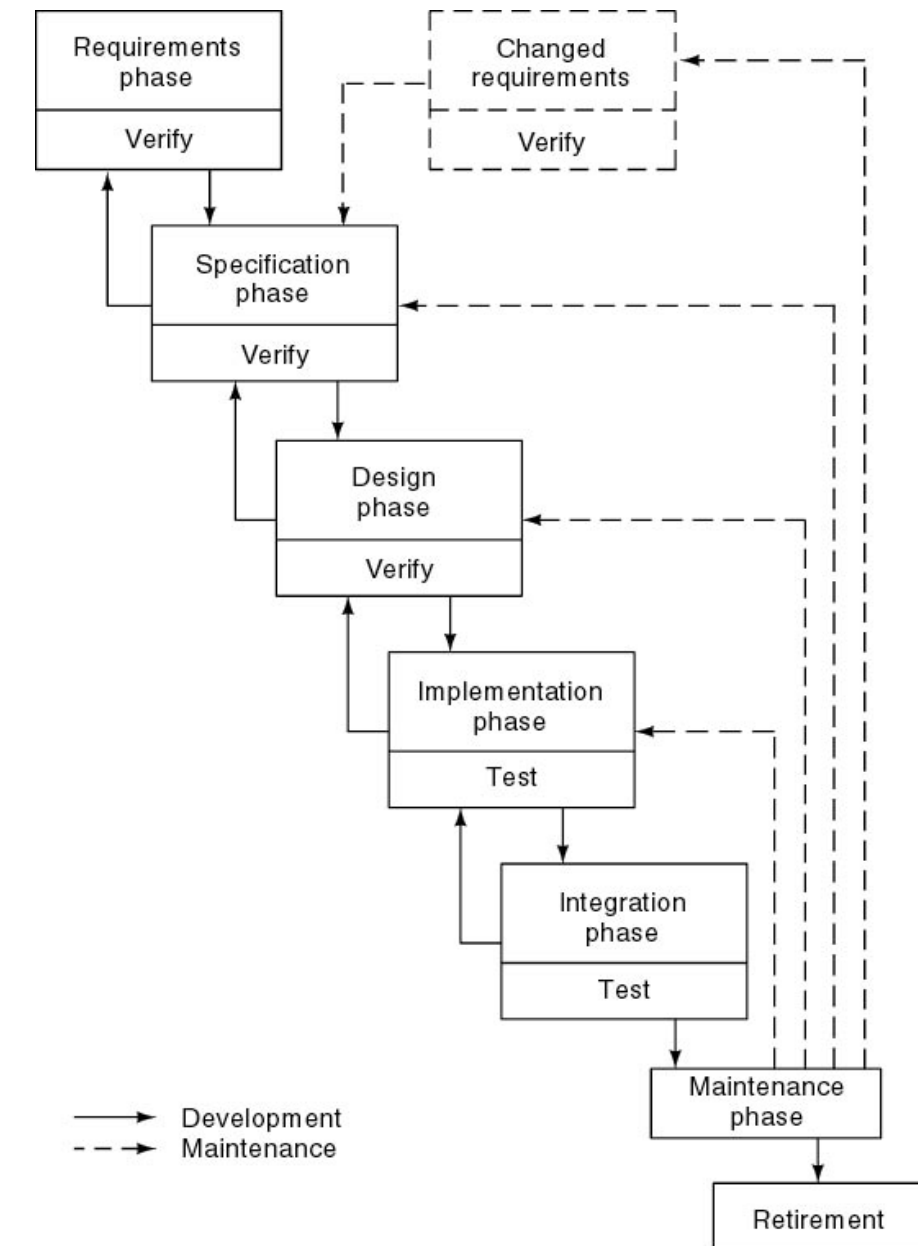 Requirements
phase
Verify
Changed
requirements
Verify
Specification
phase
Verify
Design
phase
Verify
Implementation
phase
Test
Integration
phase
Test
Maintenance
phase
Development
Maintenance
Retirement